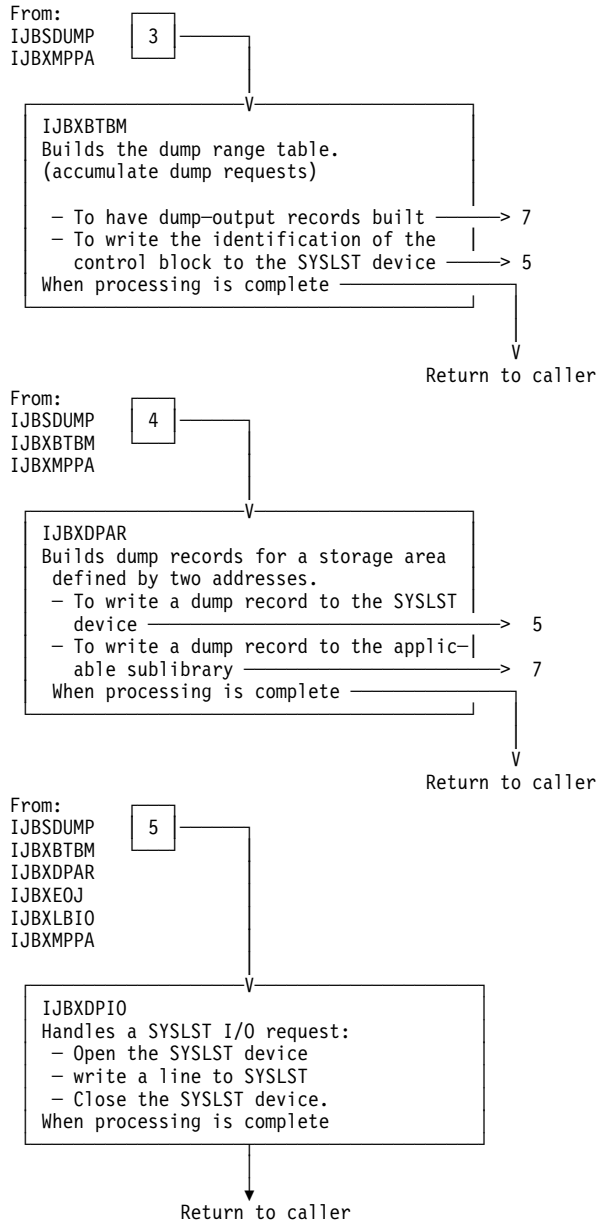 From:
IJBSDUMP 3
IJBXMPPA
V
IJBXBTBM
Builds the dump range table.
(accumulate dump requests)
— To have dump—output records built > 7
— To write the identification of the
control block to the SYSLST device > 5
When processing is complete
V
Return to caller
From:
IJBSDUMP 4
IJBXBTBM
IJBXMPPA
V
IJBXDPAR
Builds dump records for a storage area
defined by two addresses.
— To write a dump record to the SYSLST
device > 5
— To write a dump record to the applic—
able sublibrary > 7
When processing is complete
V
Return to caller
From:
IJBSDUMP 5
IJBXBTBM
IJBXDPAR
IJBXEOJ
IJBXLBIO
IJBXMPPA
V
IJBXDPIO
Handles a SYSLST I/O request:
— Open the SYSLST device
— write a line to SYSLST
— Close the SYSLST device.
When processing is complete
Return to caller